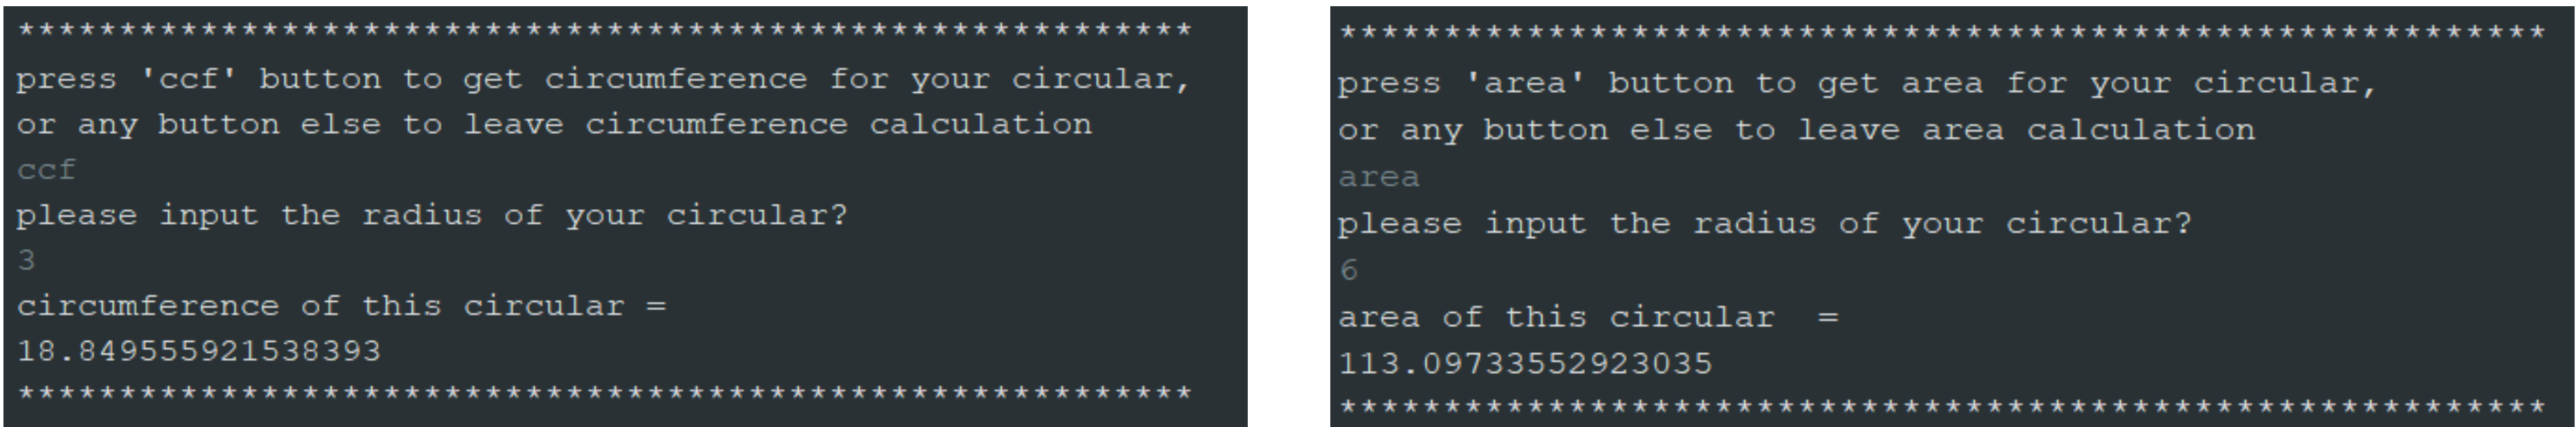 **********************************************************
press 'ccf' button to get circumference for your circular,
or any button else to leave circumference calculation
ccf
please input the radius of your circular?
3
circumference of this circular =
18.849555921538393
**********************************************************
**********************************************************
press 'area' button to get area for your circular,
or any button else to leave area calculation
area
please input the radius of your circular?
6
area of this circular  =
113.09733552923035
**********************************************************